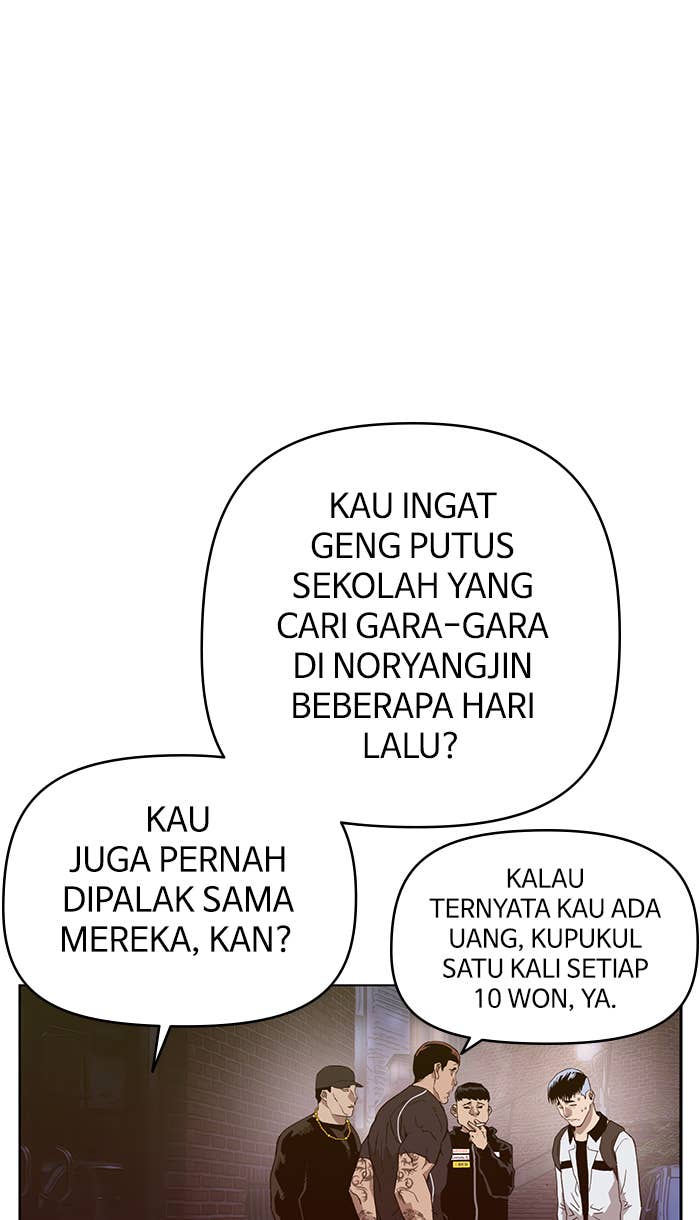 KAU INGAT
GENG PUTUS
SEKOLAH YANG
CARI GARA-GARA
DI NORYANGJIN
BEBERAPA HARI
LALU?
KAU
JUGA PERNAH
DIPALAK SAMA
MEREKA, KAN?
KALAU
TERNYATA KAU ADA
UANG, KUPUKUL
SATU KALI SETIAP
10 WON, YA.